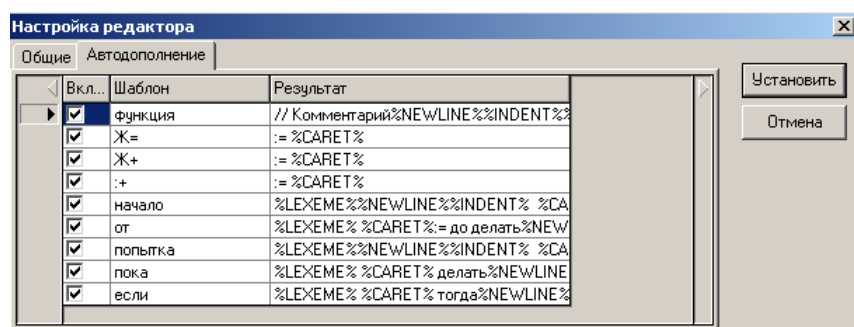 Настройка редактора
Общие Автодополнение
Вкл... Шаблон Результат
функция // Комментарий%NEWLINE%%INDENT%%
Ж= := %CARET%
Ж+ := %CARET%
:+ := %CARET%
начало %LEXEME%%NEWLINE%%INDENT% %CA
от %LEXEME% %CARET%:= до делать%NEW
попытка %LEXEME%%NEWLINE%%INDENT% %CA
пока %LEXEME% %CARET% делать%NEWLINE
если %LEXEME% %CARET% тогда%NEWLINE%
Установить
Отмена